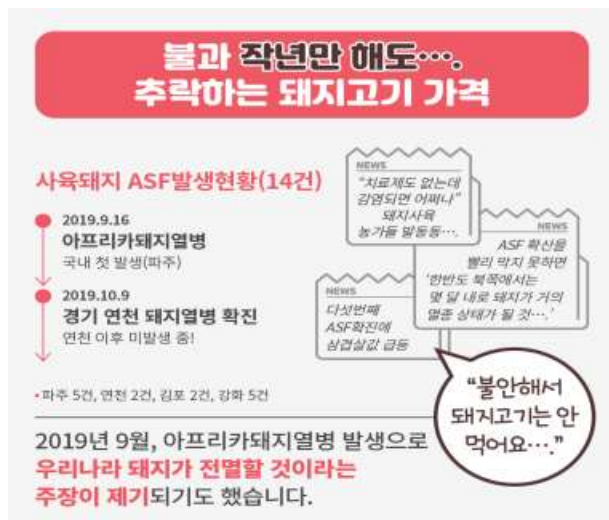 불과 작년만 해도….
추락하는 돼지고기 가격
사육돼지 ASF발생현황(14건)
2019.9.16
아프리카돼지열병
국내 첫 발생(파주)
2019.10.9
경기 연천 돼지열병 확진
연천 이후 미발생 중!
NEWS
“치료제도 없는데
감염되면 어쩌나”
돼지사육
농가들 발동동….
NEWS
ASF 확산을
빨리 막지 못하면
‘한반도 북쪽에서는
몇 달 내로 돼지가 거의
멸종 상태가 될 것….’
NEWS
다섯번째
ASF확진에
삼겹살값 급등
“불안해서
돼지고기는 안
먹어요….”
•파주 5건, 연천 2건, 김포 2건, 강화 5건
2019년 9월, 아프리카돼지열병 발생으로
우리나라 돼지가 전멸할 것이라는
주장이 제기되기도 했습니다.